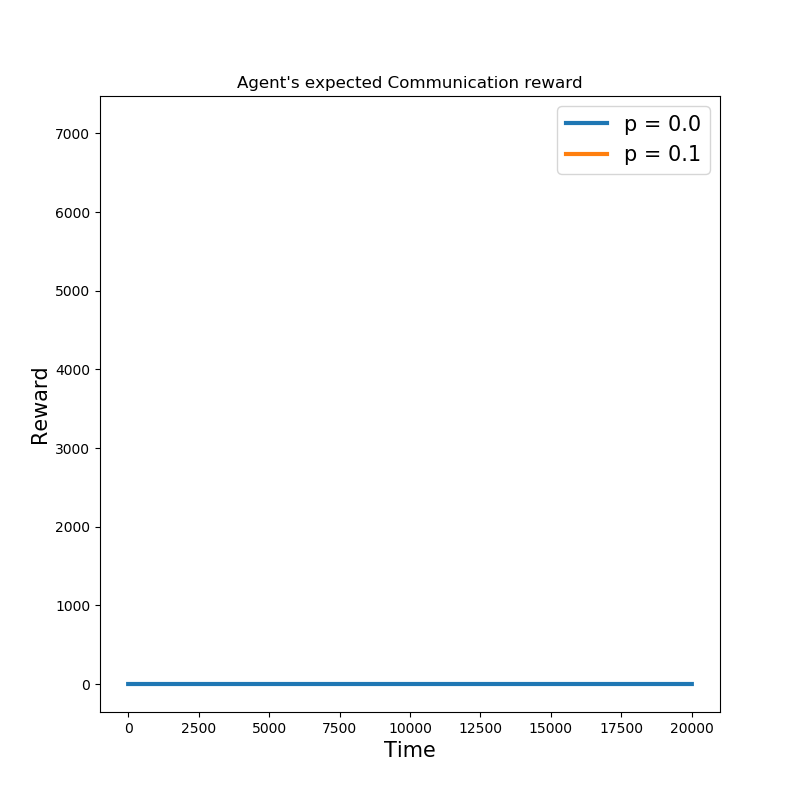 Agent's expected Communication reward
p = 0.0
p = 0.1
7000
6000
5000
4000
3000
2000
1000
0
Reward
0 2500 5000 7500 10000 12500 15000 17500 20000
Time